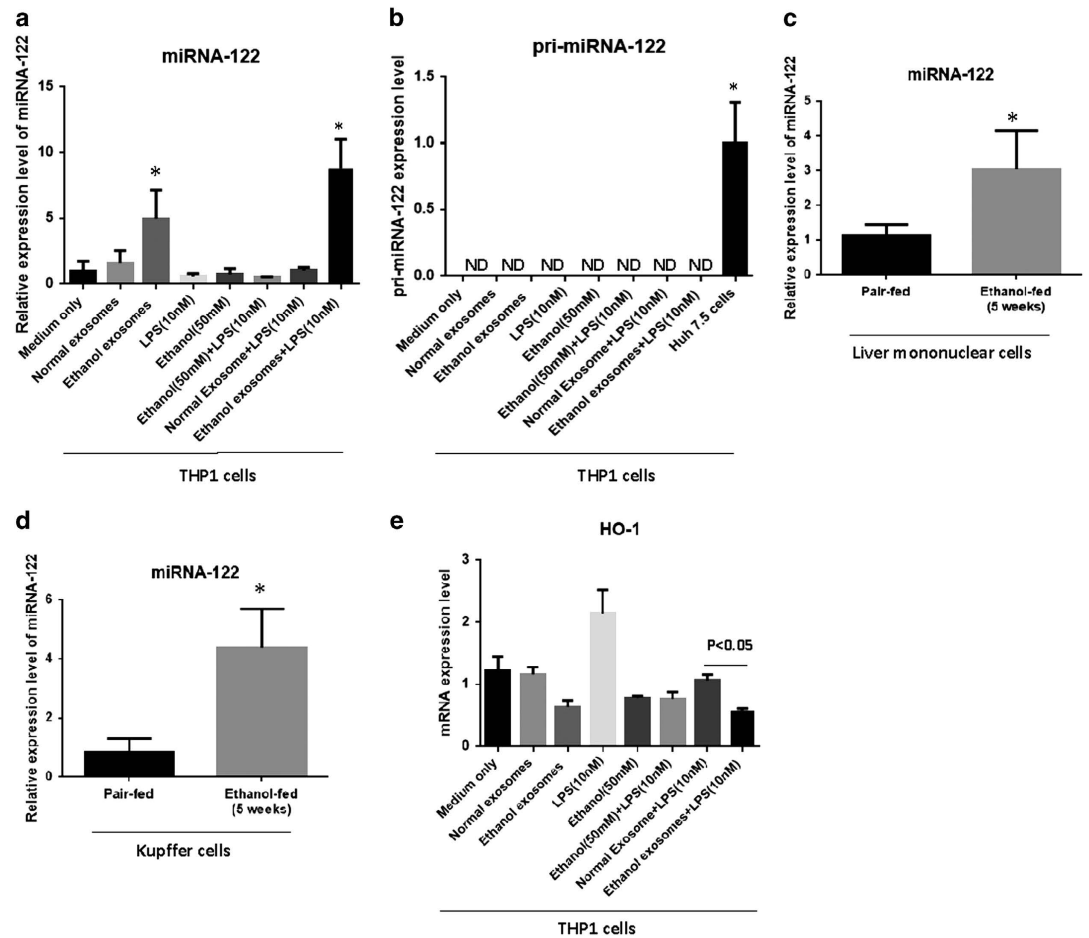 a
miRNA-122
Relative expression level of miRNA-122
15
10
5
0
*
*
Medium only
Normal exosomes
Ethanol exosomes
LPS(10nM)
Ethanol(50mM)
Ethanol(50mM)+LPS(10nM)
Normal Exosome+LPS(10nM)
Ethanol exosomes+LPS(10nM)
THP1 cells
b
pri-miRNA-122
pri-miRNA-122 expression level
1.5
1.0
0.5
0.0
ND ND ND ND ND ND ND
*
Medium only
Normal exosomes
Ethanol exosomes
LPS(10nM)
Ethanol(50mM)
Ethanol(50mM)+LPS(10nM)
Normal Exosome+LPS(10nM)
Ethanol exosomes+LPS(10nM)
Huh 7.5 cells
THP1 cells
c
miRNA-122
Relative expression level of miRNA-122
5
4
3
2
1
0
*
Pair-fed
Ethanol-fed
(5 weeks)
Liver mononuclear cells
d
miRNA-122
Relative expression level of miRNA-122
6
4
2
0
*
Pair-fed
Ethanol-fed
(5 weeks)
Kupffer cells
e
HO-1
mRNA expression level
3
2
1
0
P<0.05
Medium only
Normal exosomes
Ethanol exosomes
LPS(10nM)
Ethanol(50mM)
Ethanol(50mM)+LPS(10nM)
Normal Exosome+LPS(10nM)
Ethanol exosomes+LPS(10nM)
THP1 cells